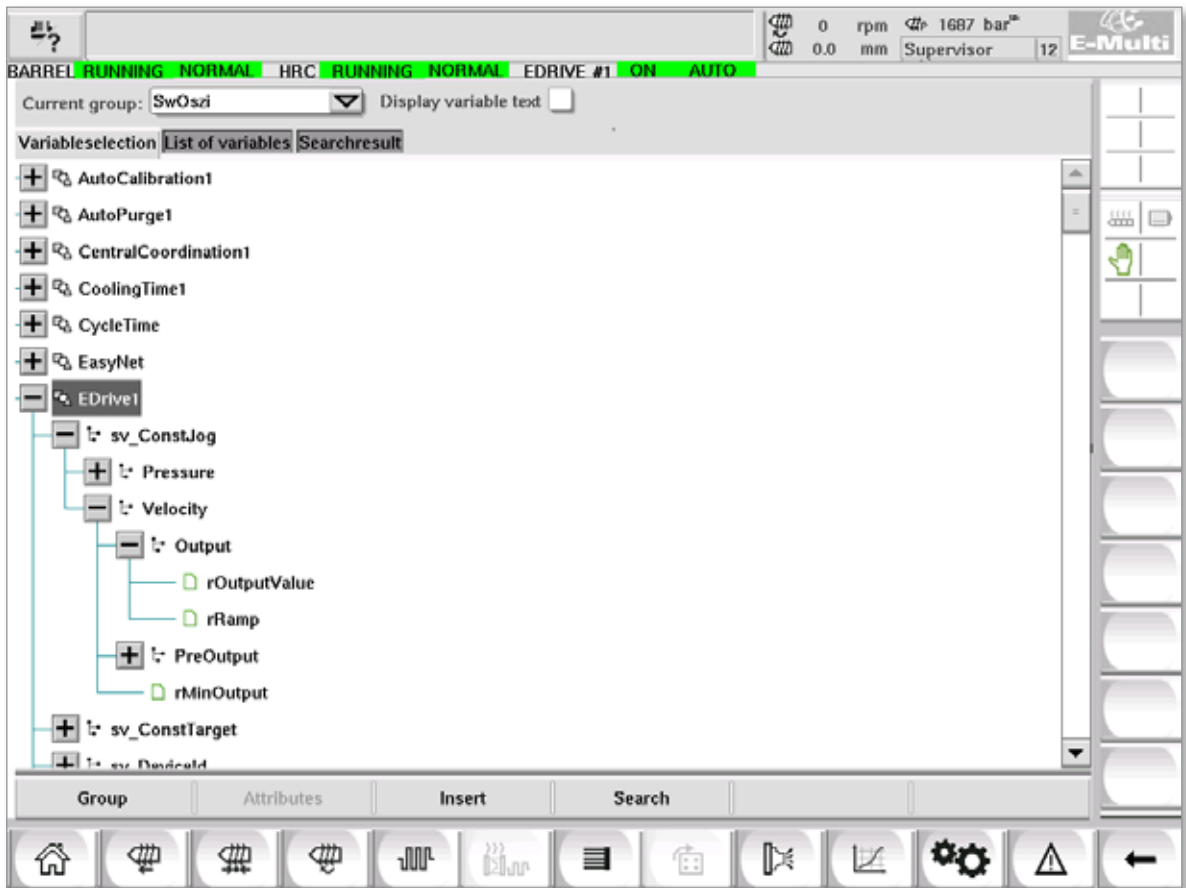 ? 0 rpm 1687 bar E-Multi
0.0 mm Supervisor 12
BARREL RUNNING NORMAL HRC RUNNING NORMAL EDRIVE #1 ON AUTO
Current group: SwOszi Display variable text
Variableselection List of variables Searchresult
AutoCalibration1
AutoPurge1
CentralCoordination1
CoolingTime1
CycleTime
EasyNet
EDrive1
sv_ConstJog
Pressure
Velocity
Output
rOutputValue
rRamp
PreOutput
rMinOutput
sv_ConstTarget
sv_DeviceId
Group Attributes Insert Search